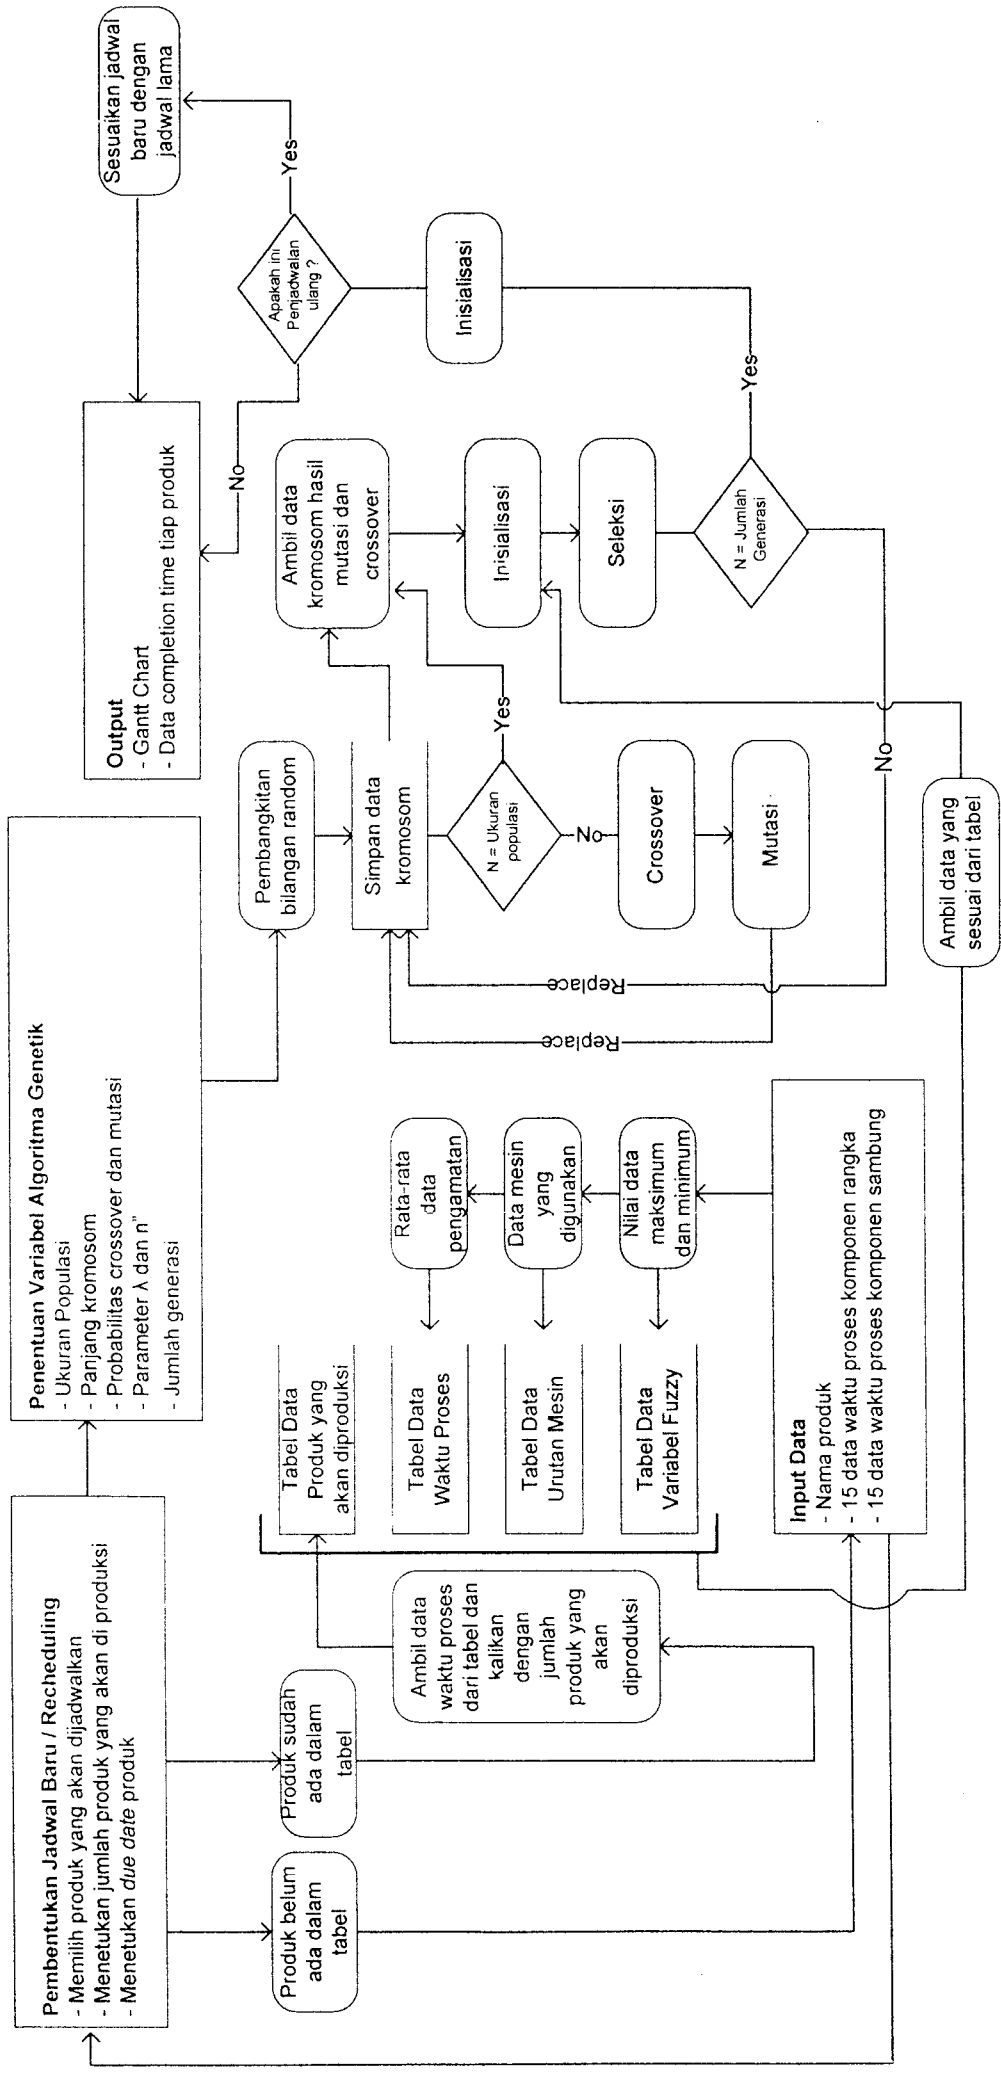 Pembentukan Jadwal Baru / Recheduling
- Memilih produk yang akan dijadwalkan
- Menetukan jumlah produk yang akan di produksi
- Menetukan due date produk
Penentuan Variabel Algoritma Genetik
- Ukuran Populasi
- Panjang kromosom
- Probabilitas crossover dan mutasi
- Parameter λ dan n"
- Jumlah generasi
Output
- Gantt Chart
- Data completion time tiap produk
Sesuaikan jadwal
baru dengan
jadwal lama
Produk belum
ada dalam
tabel
Produk sudah
ada dalam
tabel
Ambil data
waktu proses
dari tabel dan
kalikan
dengan
jumlah
produk yang
akan
diproduksi
Tabel Data
Produk yang
akan diproduksi
Tabel Data
Waktu Proses
Tabel Data
Urutan Mesin
Tabel Data
Variabel Fuzzy
Rata-rata
data
pengamatan
Data mesin
yang
digunakan
Nilai data
maksimum
dan minimum
Input Data
- Nama produk
- 15 data waktu proses komponen rangka
- 15 data waktu proses komponen sambung
Replace
Replace
Pembangkitan
bilangan random
Simpan data
kromosom
N = Ukuran
populasi
Yes
No
Crossover
Mutasi
Ambil data
kromosom hasil
mutasi dan
crossover
Inisialisasi
Seleksi
N = Jumlah
Generasi
Yes
No
Ambil data yang
sesuai dari tabel
Inisialisasi
Apakah ini
Penjadwalan
ulang ?
Yes
No